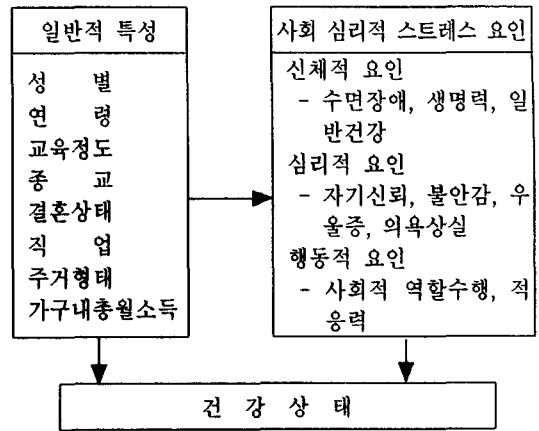 일반적 특성
성 별
연 령
교육정도
종 교
결혼상태
직 업
주거형태
가구내총월소득
사회 심리적 스트레스 요인
신체적 요인
- 수면장애, 생명력, 일
반건강
심리적 요인
- 자기신뢰, 불안감, 우
울증, 의욕상실
행동적 요인
- 사회적 역할수행, 적
응력
건 강 상 태